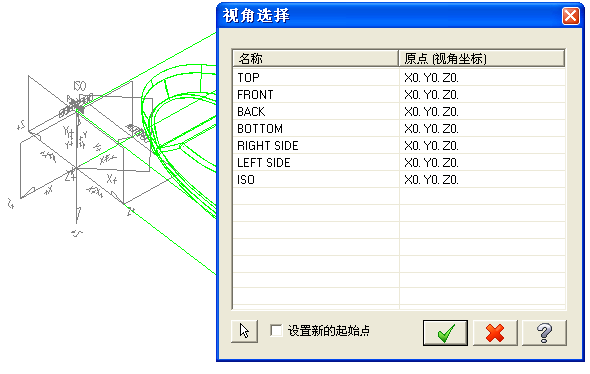 视角选择
名称 原点 (视角坐标)
TOP X0. Y0. Z0.
FRONT X0. Y0. Z0.
BACK X0. Y0. Z0.
BOTTOM X0. Y0. Z0.
RIGHT SIDE X0. Y0. Z0.
LEFT SIDE X0. Y0. Z0.
ISO X0. Y0. Z0.
设置新的起始点
ISO